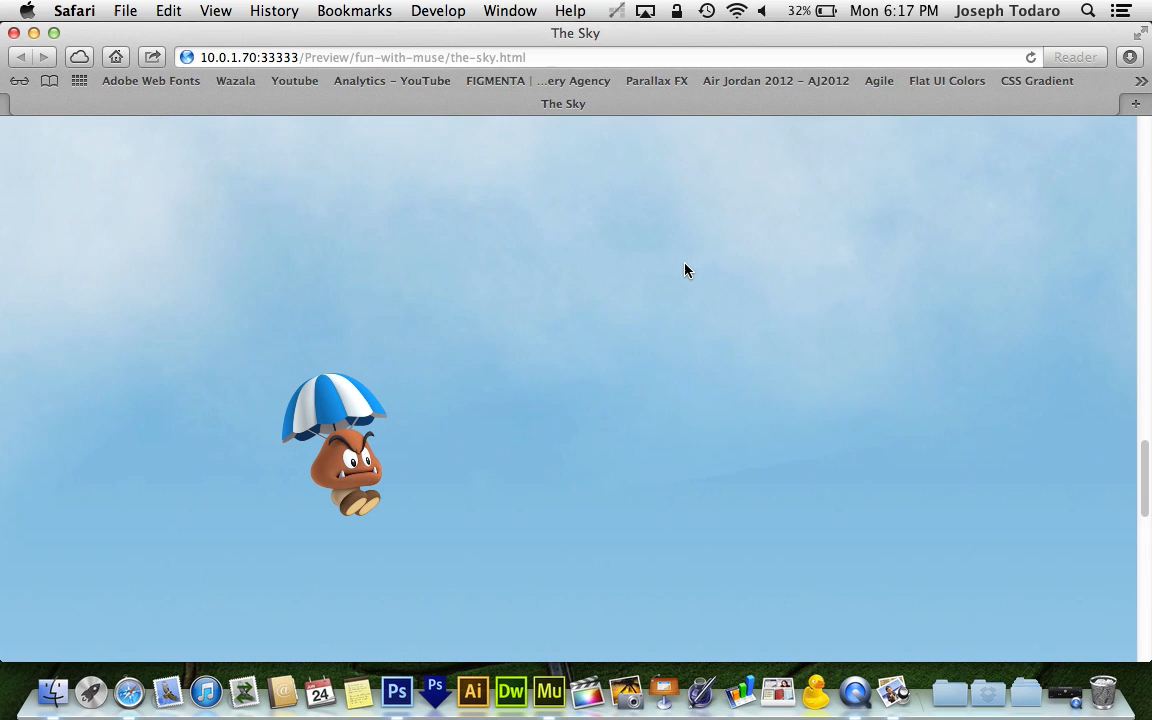 Safari File Edit View History Bookmarks Develop Window Help 32% Mon 6:17 PM Joseph Todaro
The Sky
10.0.1.70:33333/Preview/fun-with-muse/the-sky.html Reader
Adobe Web Fonts Wazala Youtube Analytics - YouTube FIGMENTA | ...ery Agency Parallax FX Air Jordan 2012 - AJ2012 Agile Flat UI Colors CSS Gradient
The Sky
24 Ps Ps Ai Dw Mu